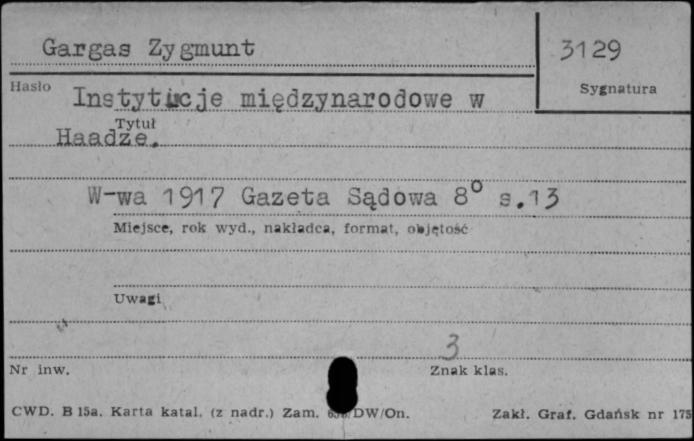 Gargas Zygmunt
3129
Hasło
Sygnatura
Instytucje międzynarodowe w
Tytuł
Haadze.
W-wa 1917 Gazeta Sądowa 8° s.13
Miejsce, rok wyd., nakładca, format, objętość
Uwagi
3
Nr inw.
Znak klas.
CWD. B 15a. Karta katal. (z nadr.) Zam. DW/On.
Zakł. Graf. Gdańsk nr 175